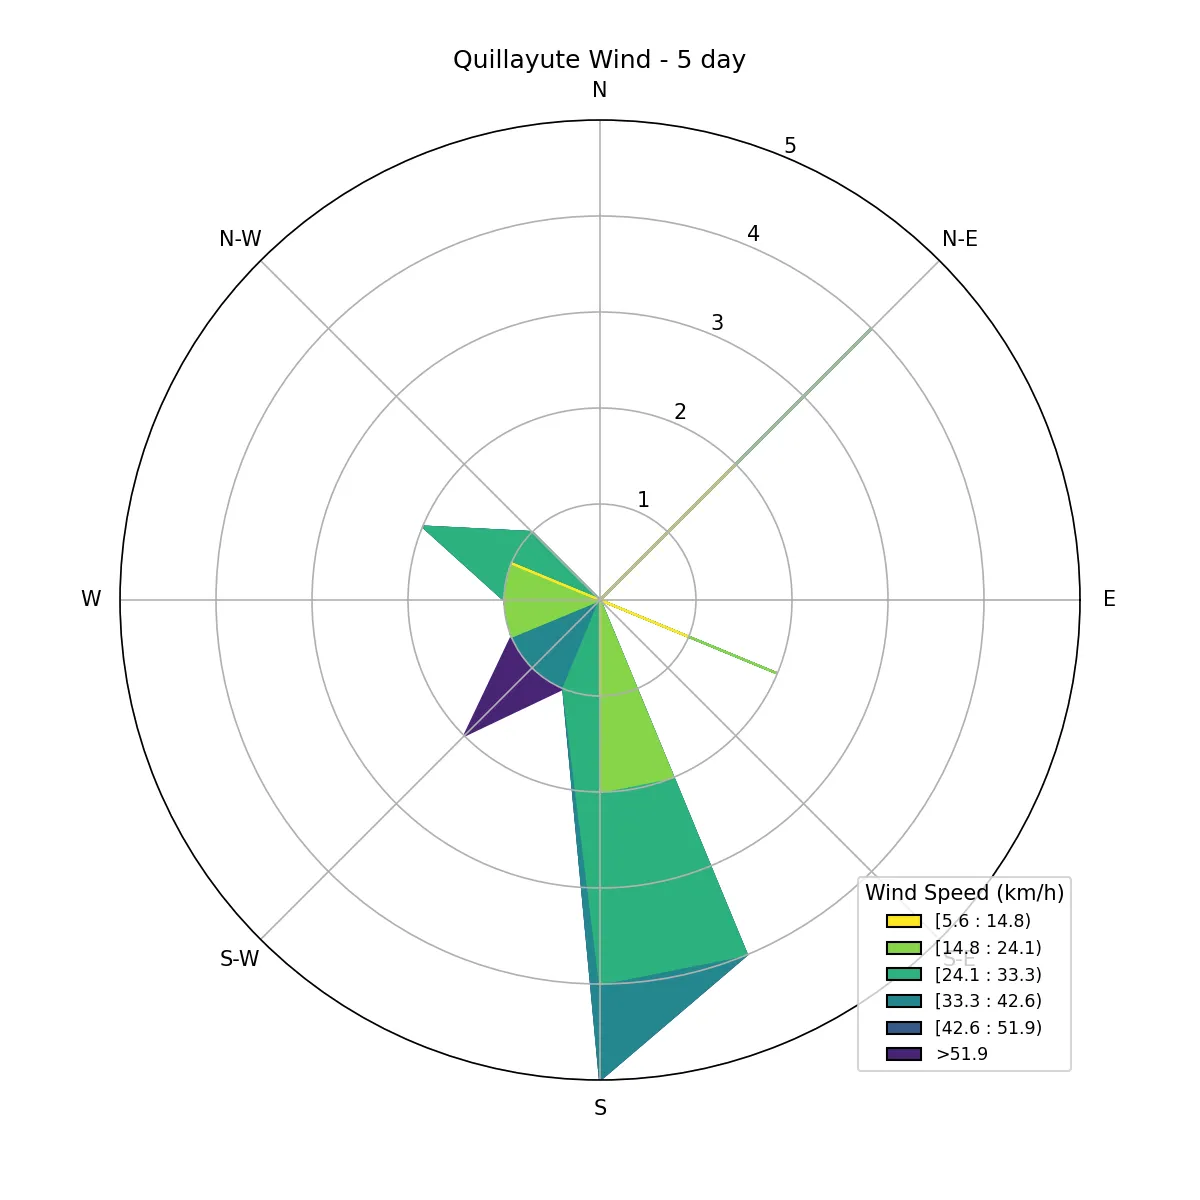 Quillayute Wind - 5 day
N
5
N-W
4
N-E
3
2
1
W
E
S-W
S-E
S
Wind Speed (km/h)
[5.6 : 14.8)
[14.8 : 24.1)
[24.1 : 33.3)
[33.3 : 42.6)
[42.6 : 51.9)
>51.9